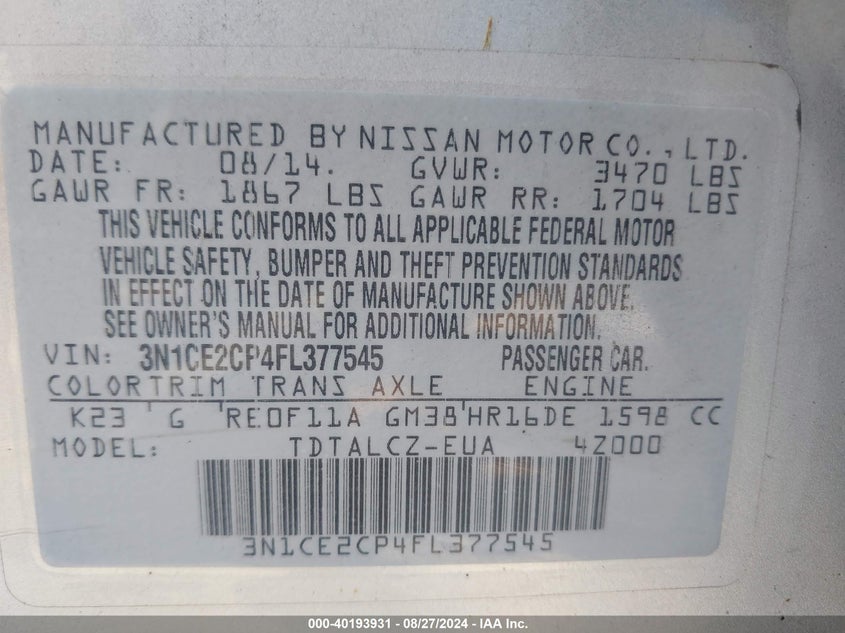 MANUFACTURED BY NISSAN MOTOR CO., LTD.
DATE: 08/14. GVWR: 3470 LBS
GAWR FR: 1867 LBS GAWR RR: 1704 LBS
THIS VEHICLE CONFORMS TO ALL APPLICABLE FEDERAL MOTOR
VEHICLE SAFETY, BUMPER AND THEFT PREVENTION STANDARDS
IN EFFECT ON THE DATE OF MANUFACTURE SHOWN ABOVE.
SEE OWNER'S MANUAL FOR ADDITIONAL INFORMATION.
VIN: 3N1CE2CP4FL377545 PASSENGER CAR.
COLOR TRIM TRANS AXLE ENGINE
K23 G RE0F11A GM38 HR16DE 1598 CC
MODEL: TDTALCZ-EUA 4Z000
3N1CE2CP4FL377545
000-40193931 - 08/27/2024 - IAA Inc.